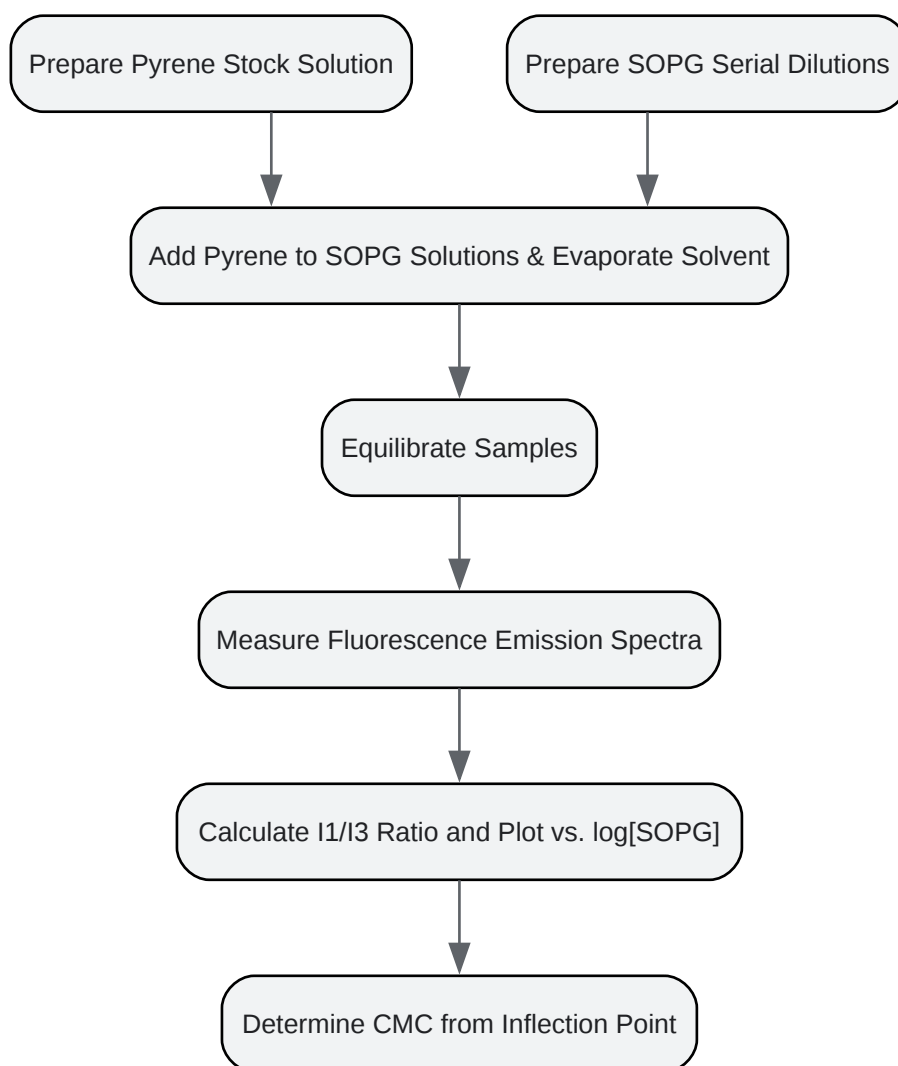 Prepare Pyrene Stock Solution
Prepare SOPG Serial Dilutions
Add Pyrene to SOPG Solutions & Evaporate Solvent
Equilibrate Samples
Measure Fluorescence Emission Spectra
Calculate I1/I3 Ratio and Plot vs. log[SOPG]
Determine CMC from Inflection Point